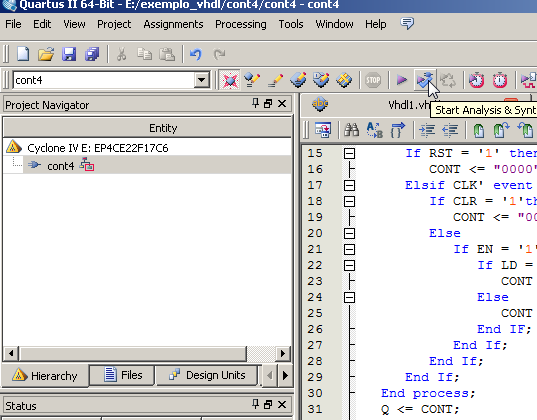 Quartus II 64-Bit - E:/exemplo_vhdl/cont4/cont4 - cont4
File Edit View Project Assignments Processing Tools Window Help
cont4
STOP
Project Navigator
Vhdl1.vh
Start Analysis & Synt
Entity
Cyclone IV E: EP4CE22F17C6
cont4
15 If RST = '1' then
16 CONT <= "0000"
17 Elsif CLK' event
18 If CLR = '1'th
19 CONT <= "00
20 Else
21 If EN = '1'
22 If LD =
23 CONT
24 Else
25 CONT
26 End IF;
27 End If;
28 End If;
29 End If;
30 End process;
31 Q <= CONT;
Hierarchy Files Design Units
Status